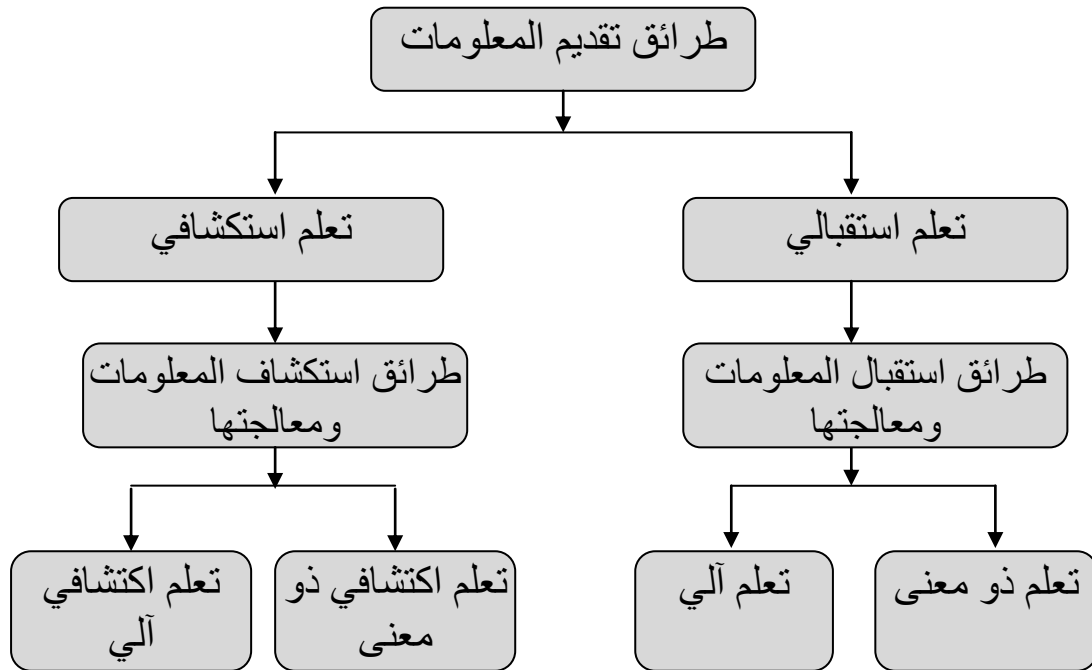 طرائق تقديم المعلومات
تعلم استقبالي
تعلم استكشافي
طرائق استقبال المعلومات
ومعالجتها
طرائق استكشاف المعلومات
ومعالجتها
تعلم ذو معنى
تعلم آلي
تعلم اكتشافي ذو
معنى
تعلم اكتشافي
آلي